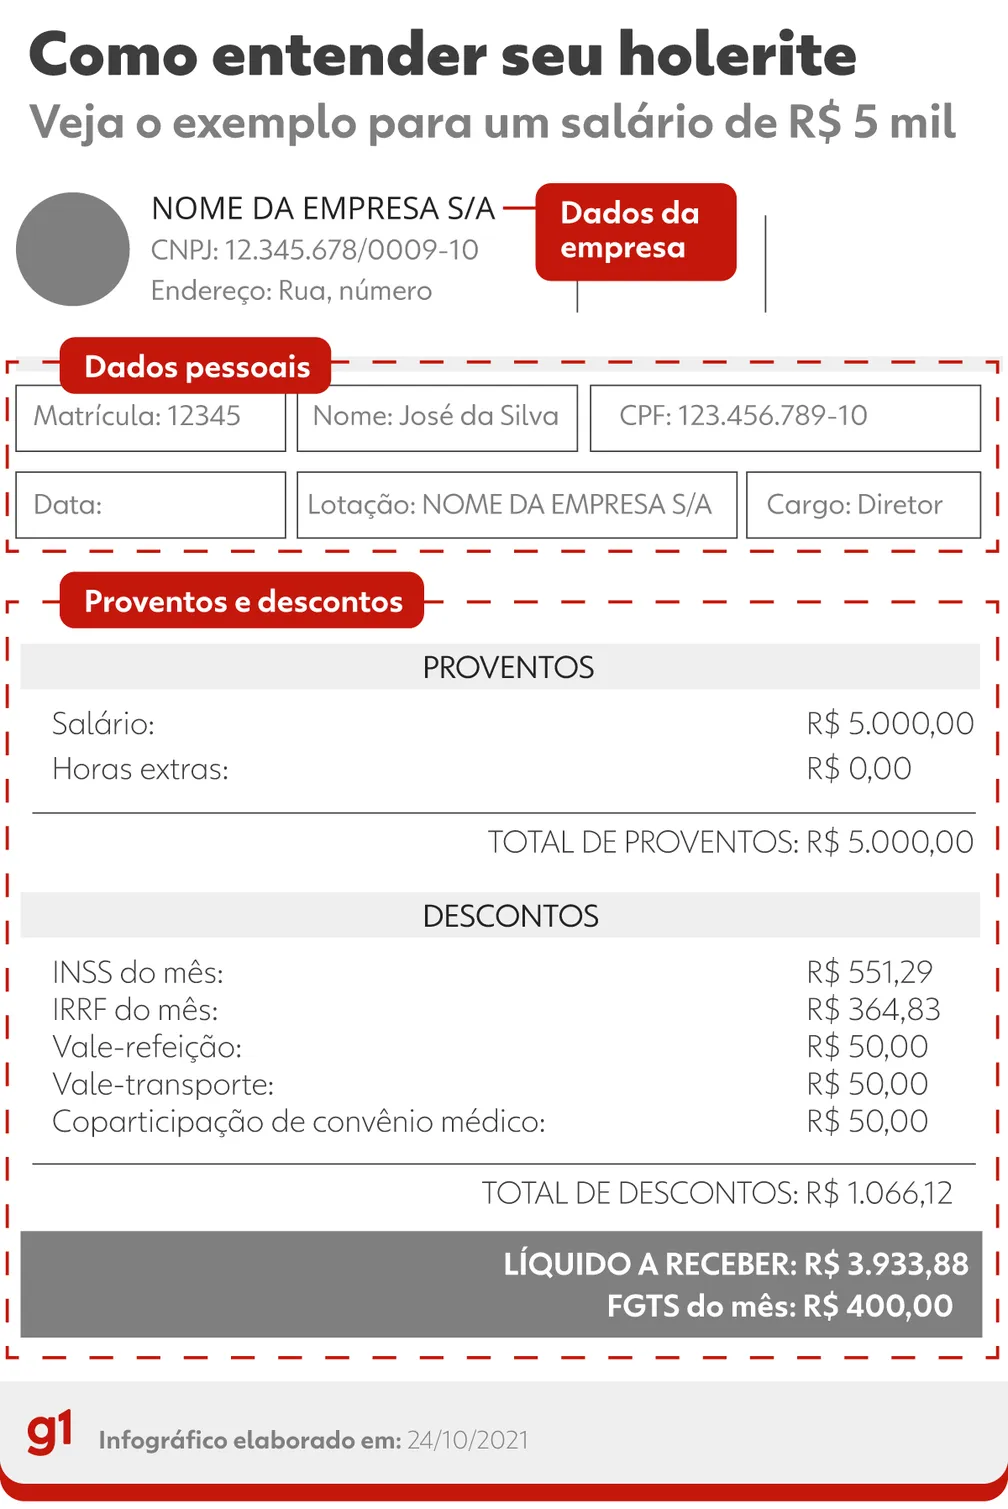 Como entender seu holerite
Veja o exemplo para um salário de R$ 5 mil
NOME DA EMPRESA S/A
CNPJ: 12.345.678/0009-10
Endereço: Rua, número
Dados da
empresa
Dados pessoais
Matrícula: 12345
Nome: José da Silva
CPF: 123.456.789-10
Data:
Lotação: NOME DA EMPRESA S/A
Cargo: Diretor
Proventos e descontos
PROVENTOS
Salário: R$ 5.000,00
Horas extras: R$ 0,00
TOTAL DE PROVENTOS: R$ 5.000,00
DESCONTOS
INSS do mês: R$ 551,29
IRRF do mês: R$ 364,83
Vale-refeição: R$ 50,00
Vale-transporte: R$ 50,00
Coparticipação de convênio médico: R$ 50,00
TOTAL DE DESCONTOS: R$ 1.066,12
LÍQUIDO A RECEBER: R$ 3.933,88
FGTS do mês: R$ 400,00
g1
Infográfico elaborado em: 24/10/2021